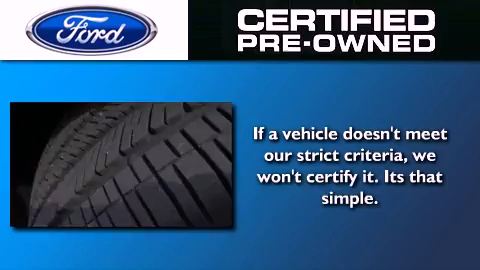 Ford
CERTIFIED
PRE-OWNED
If a vehicle doesn't meet
our strict criteria, we
won't certify it. Its that
simple.